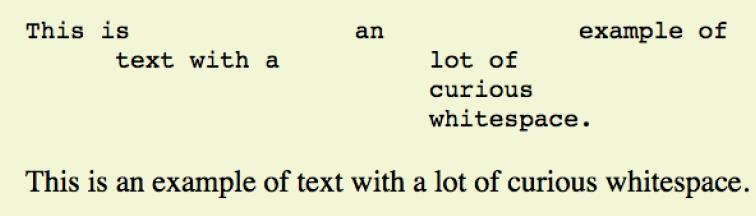 This is                an              example of
      text with a          lot of
                           curious
                           whitespace.
This is an example of text with a lot of curious whitespace.